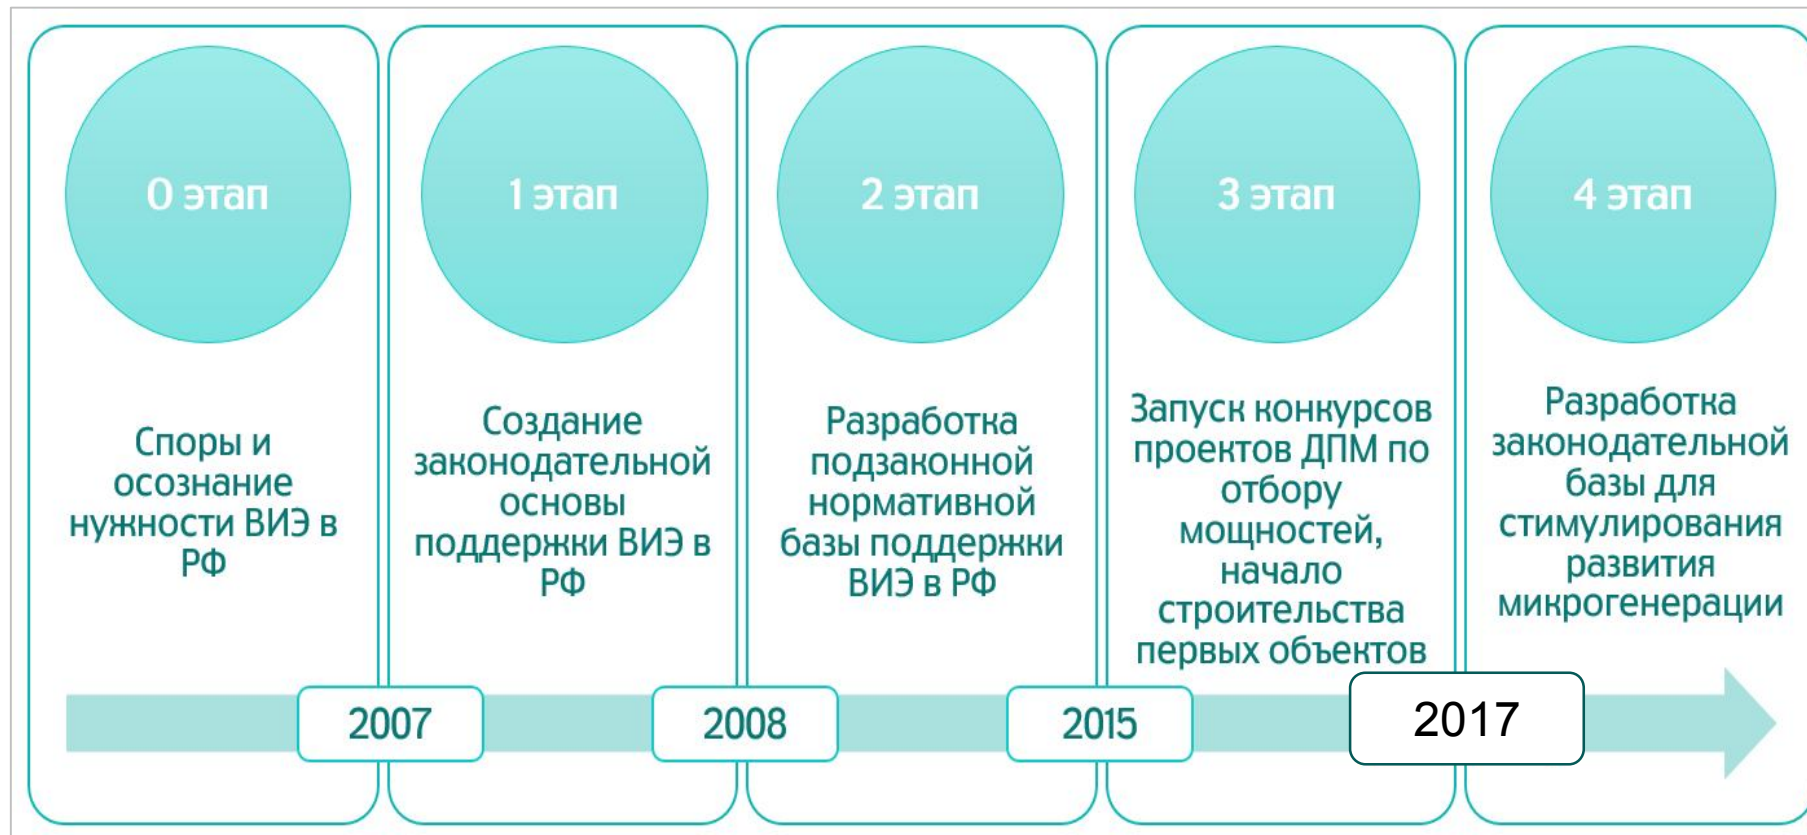 0 этап
Споры и
осознание
нужности ВИЭ в
РФ
1 этап
Создание
законодательной
основы
поддержки ВИЭ в
РФ
2 этап
Разработка
подзаконной
нормативной
базы поддержки
ВИЭ в РФ
3 этап
Запуск конкурсов
проектов ДПМ по
отбору
мощностей,
начало
строительства
первых объектов
4 этап
Разработка
законодательной
базы для
стимулирования
развития
микрогенерации
2007
2008
2015
2017